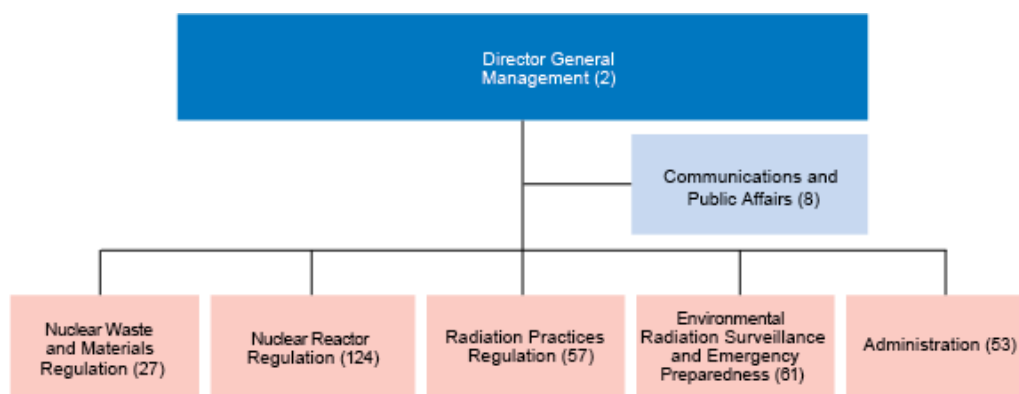 Director General
Management (2)
Communications and
Public Affairs (8)
Nuclear Waste
and Materials
Regulation (27)
Nuclear Reactor
Regulation (124)
Radiation Practices
Regulation (57)
Environmental
Radiation Surveillance
and Emergency
Preparedness (61)
Administration (53)